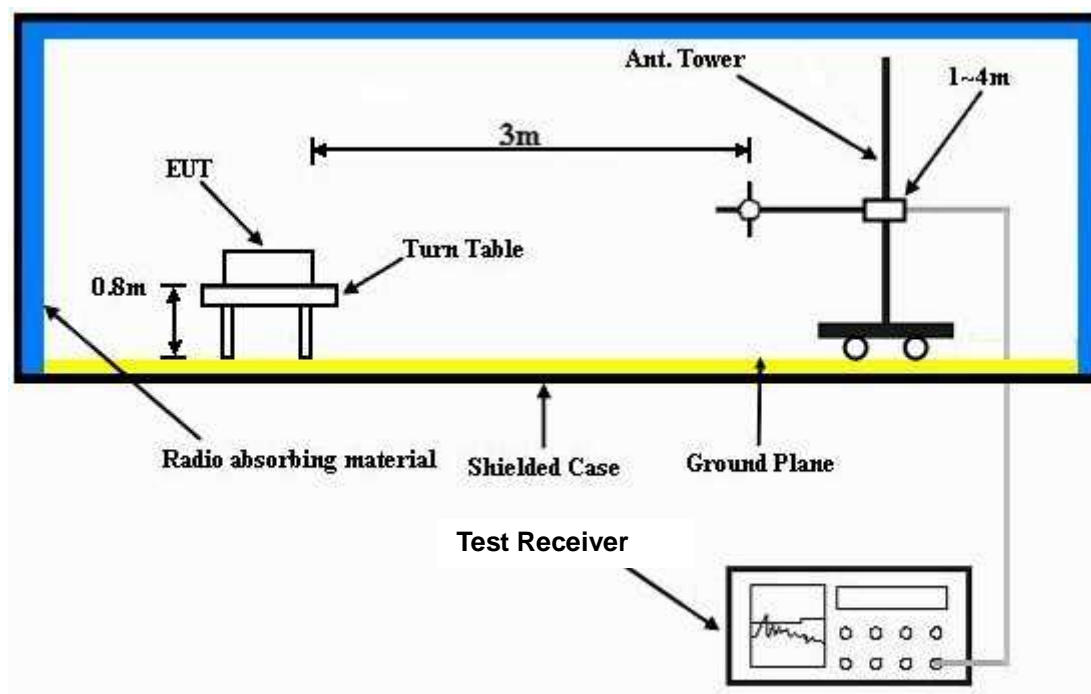 Ant. Tower
1~4m
3m
EUT
Turn Table
0.8m
Radio absorbing material
Shielded Case
Ground Plane
Test Receiver